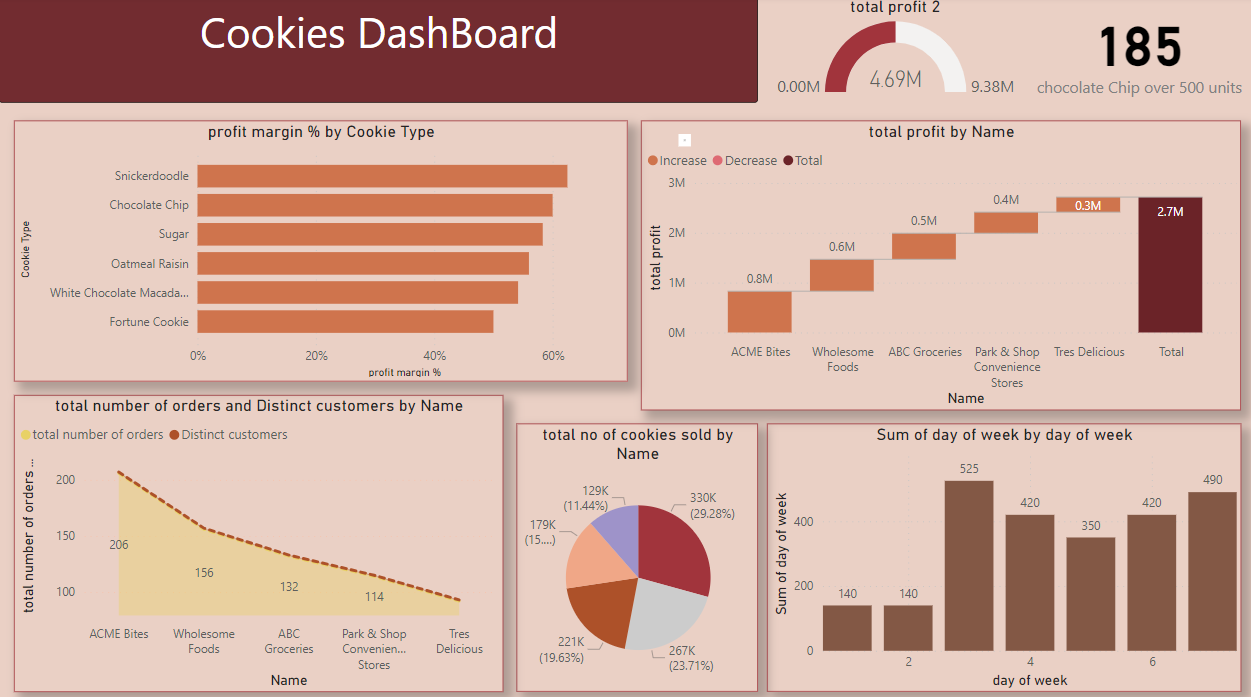 Cookies DashBoard
total profit 2
0.00M
4.69M
9.38M
185
chocolate Chip over 500 units
profit margin % by Cookie Type
Cookie Type
Snickerdoodle
Chocolate Chip
Sugar
Oatmeal Raisin
White Chocolate Macada...
Fortune Cookie
0% 20% 40% 60%
profit margin %
total profit by Name
Increase Decrease Total
total profit
3M
2M
1M
0M
0.8M
0.6M
0.5M
0.4M
0.3M
2.7M
ACME Bites
Wholesome
Foods
ABC Groceries
Park & Shop
Convenience
Stores
Tres Delicious
Total
Name
total number of orders and Distinct customers by Name
total number of orders Distinct customers
total number of orders ...
200
150
100
206
156
132
114
ACME Bites
Wholesome
Foods
ABC
Groceries
Park & Shop
Convenien...
Stores
Tres
Delicious
Name
total no of cookies sold by
Name
330K
(29.28%)
267K
(23.71%)
221K
(19.63%)
179K
(15....)
129K
(11.44%)
Sum of day of week by day of week
Sum of day of week
400
200
0
140
140
525
420
350
420
490
2 4 6
day of week